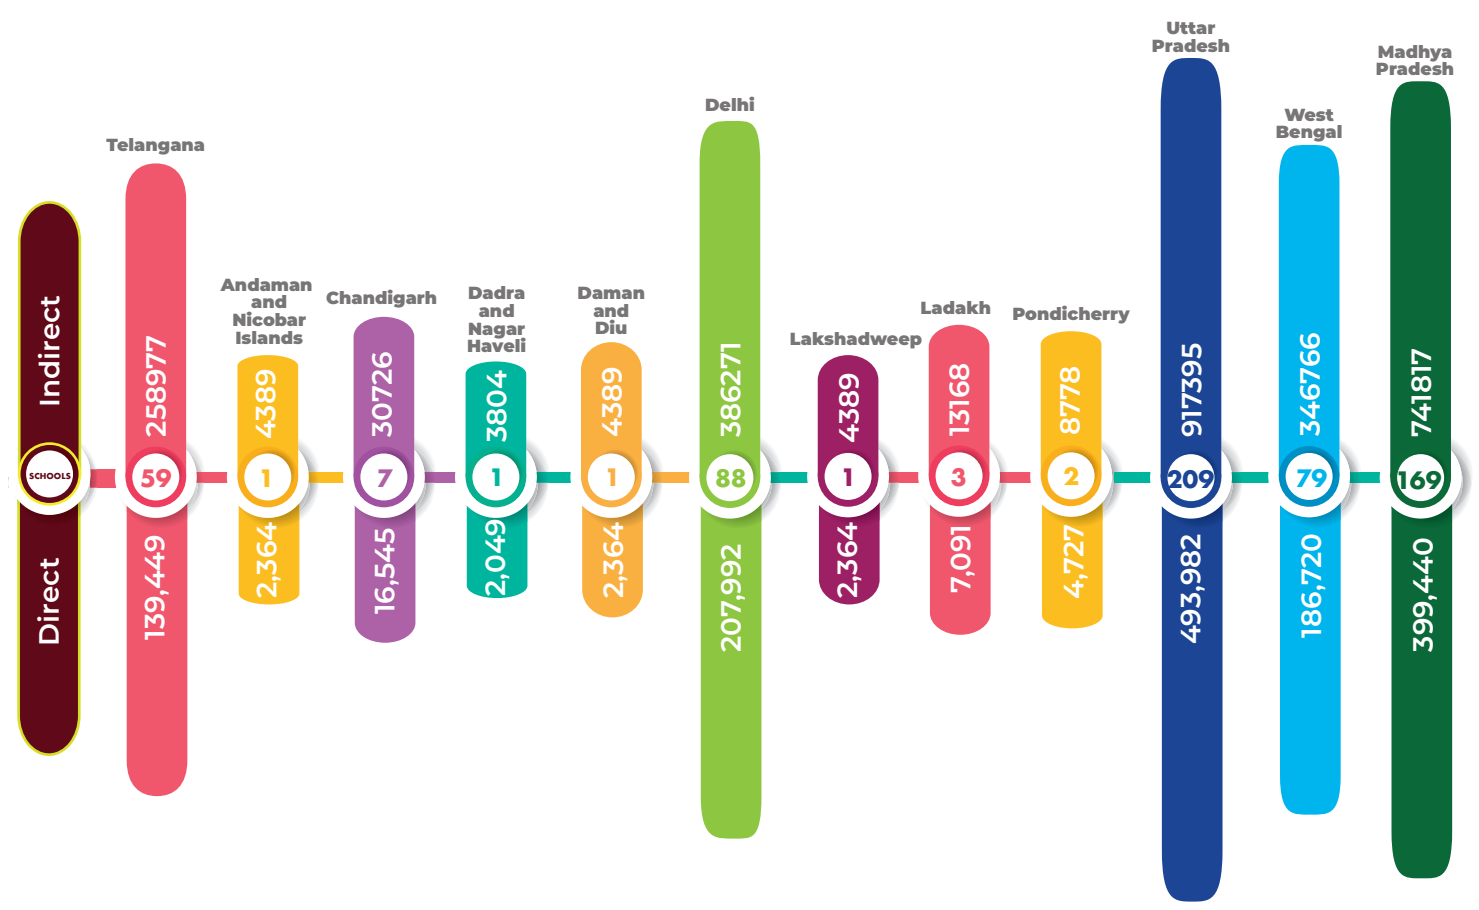 Indirect
SCHOOLS
Direct
Telangana
258977
59
139,449
Andaman
and
Nicobar
Islands
4389
1
2,364
Chandigarh
30726
7
16,545
Dadra
and
Nagar
Haveli
3804
1
2,049
Daman
and
Diu
4389
1
2,364
Delhi
386271
88
207,992
Lakshadweep
4389
1
2,364
Ladakh
13168
3
7,091
Pondicherry
8778
2
4,727
Uttar
Pradesh
917395
209
493,982
West
Bengal
346766
79
186,720
Madhya
Pradesh
741817
169
399,440